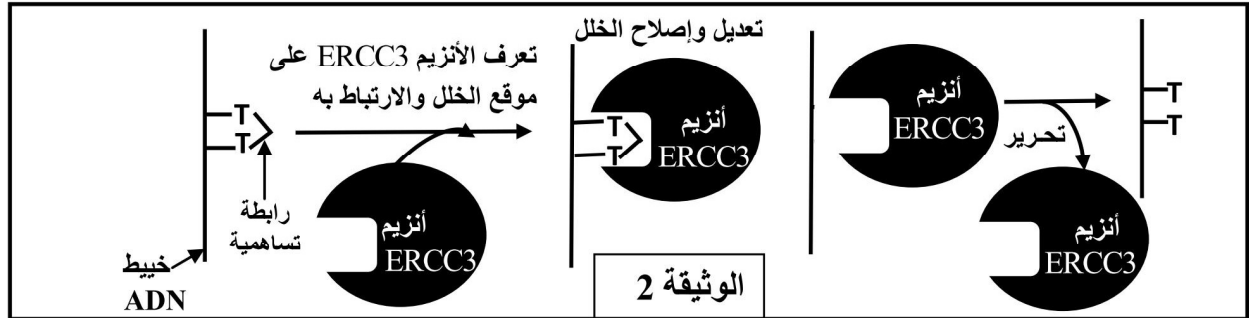 T
T
رابطة
تساهمية
خييط
ADN
تعرف الأنزيم ERCC3 على
موقع الخلل والارتباط به
أنزيم
ERCC3
تعديل وإصلاح الخلل
T
T
أنزيم
ERCC3
أنزيم
ERCC3
تحرير
أنزيم
ERCC3
T
T
الوثيقة 2